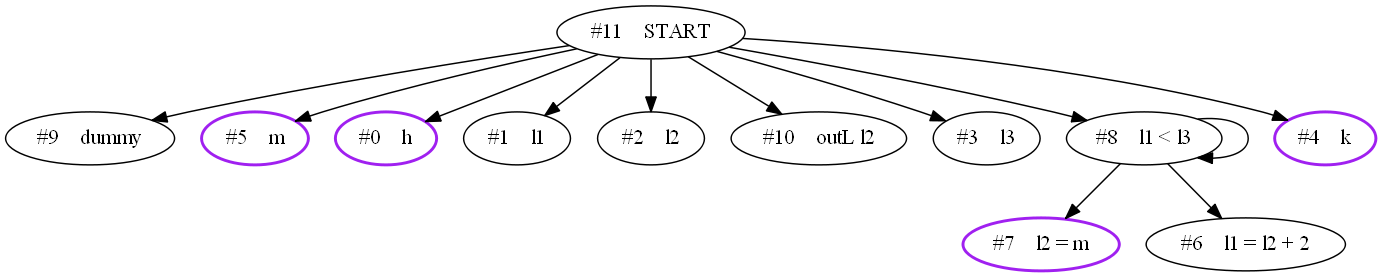 #11 START
#9 dummy
#5 m
#0 h
#1 l1
#2 l2
#10 outL l2
#3 l3
#8 l1 < l3
#4 k
#7 l2 = m
#6 l1 = l2 + 2